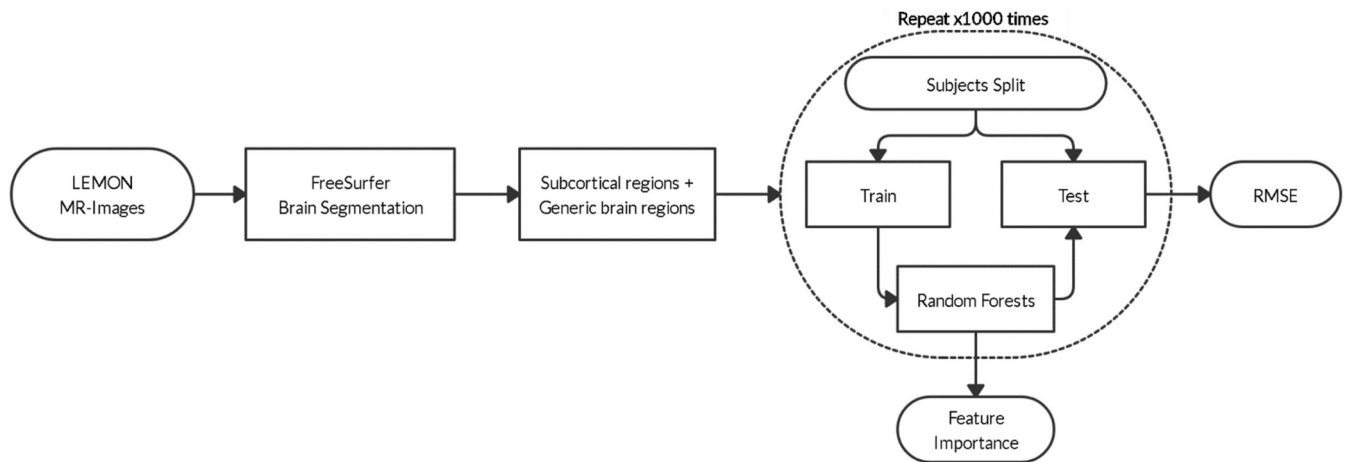 Repeat x1000 times
Subjects Split
LEMON
MR-Images
FreeSurfer
Brain Segmentation
Subcortical regions +
Generic brain regions
Train
Test
RMSE
Random Forests
Feature
Importance